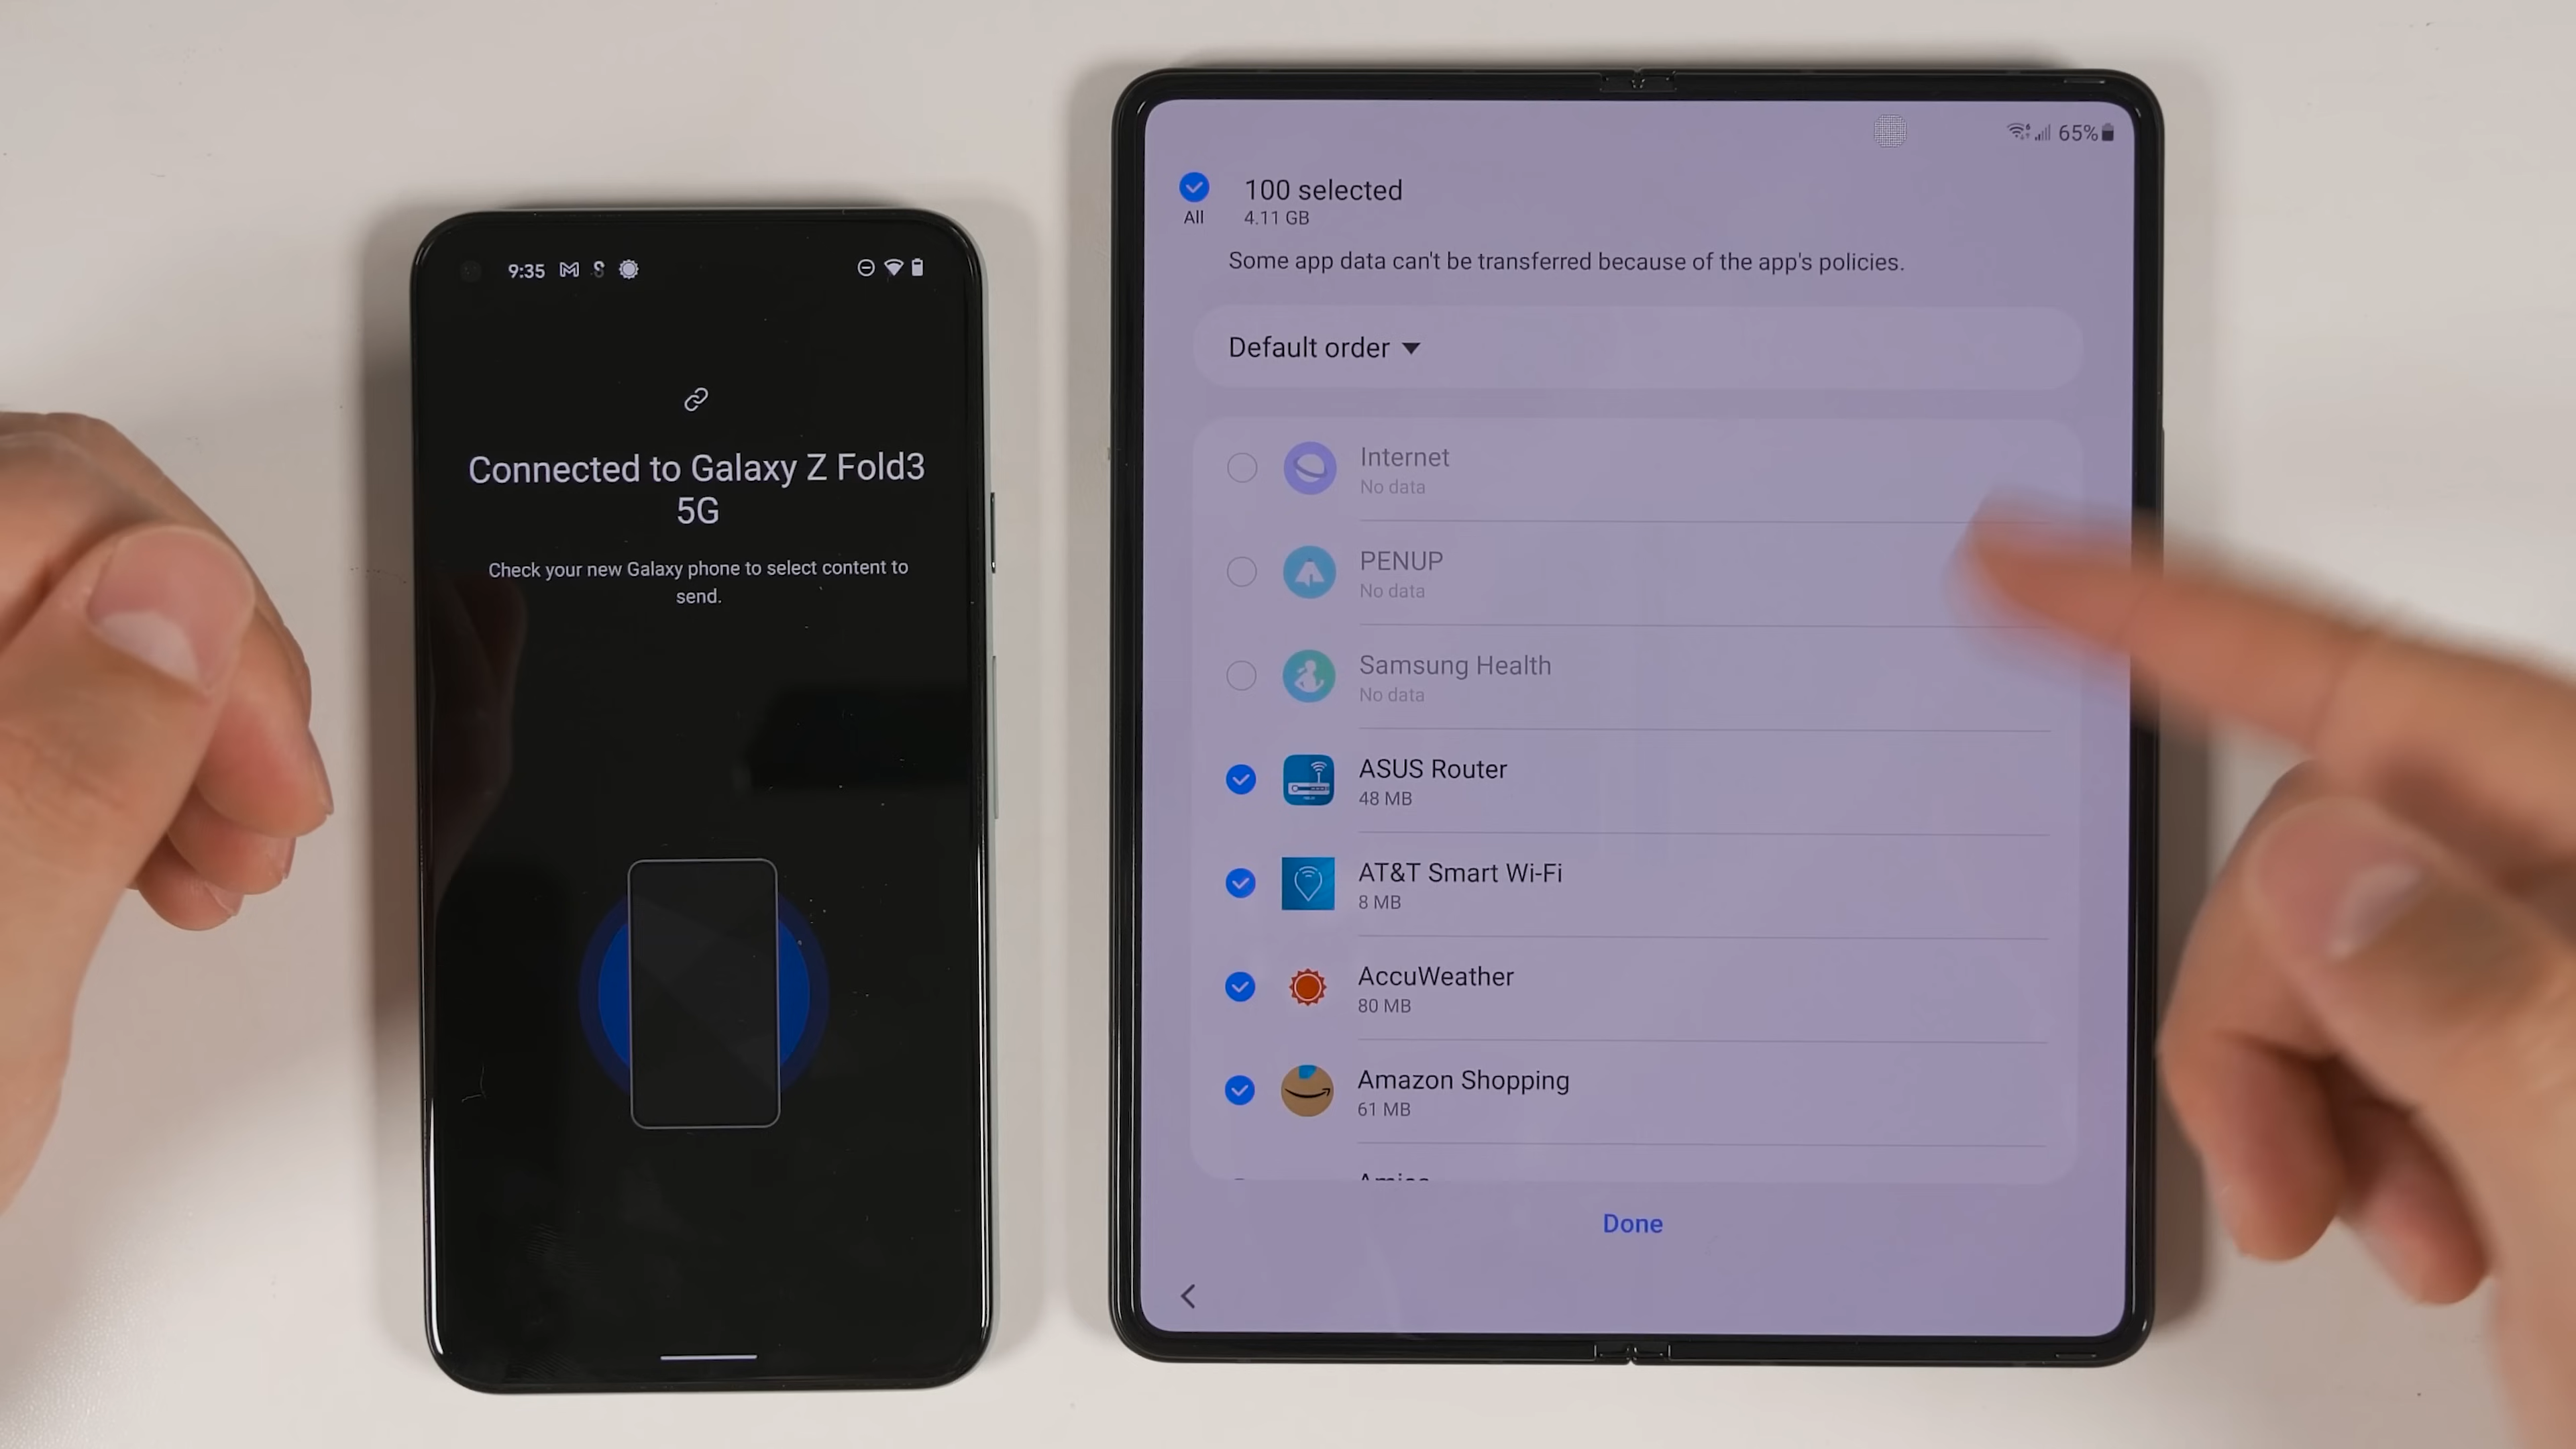 9:35
Connected to Galaxy Z Fold3
5G
Check your new Galaxy phone to select content to
send.
65%
100 selected
All
4.11 GB
Some app data can't be transferred because of the app's policies.
Default order
Internet
No data
PENUP
No data
Samsung Health
No data
ASUS Router
48 MB
AT&T Smart Wi-Fi
8 MB
AccuWeather
80 MB
Amazon Shopping
61 MB
Done